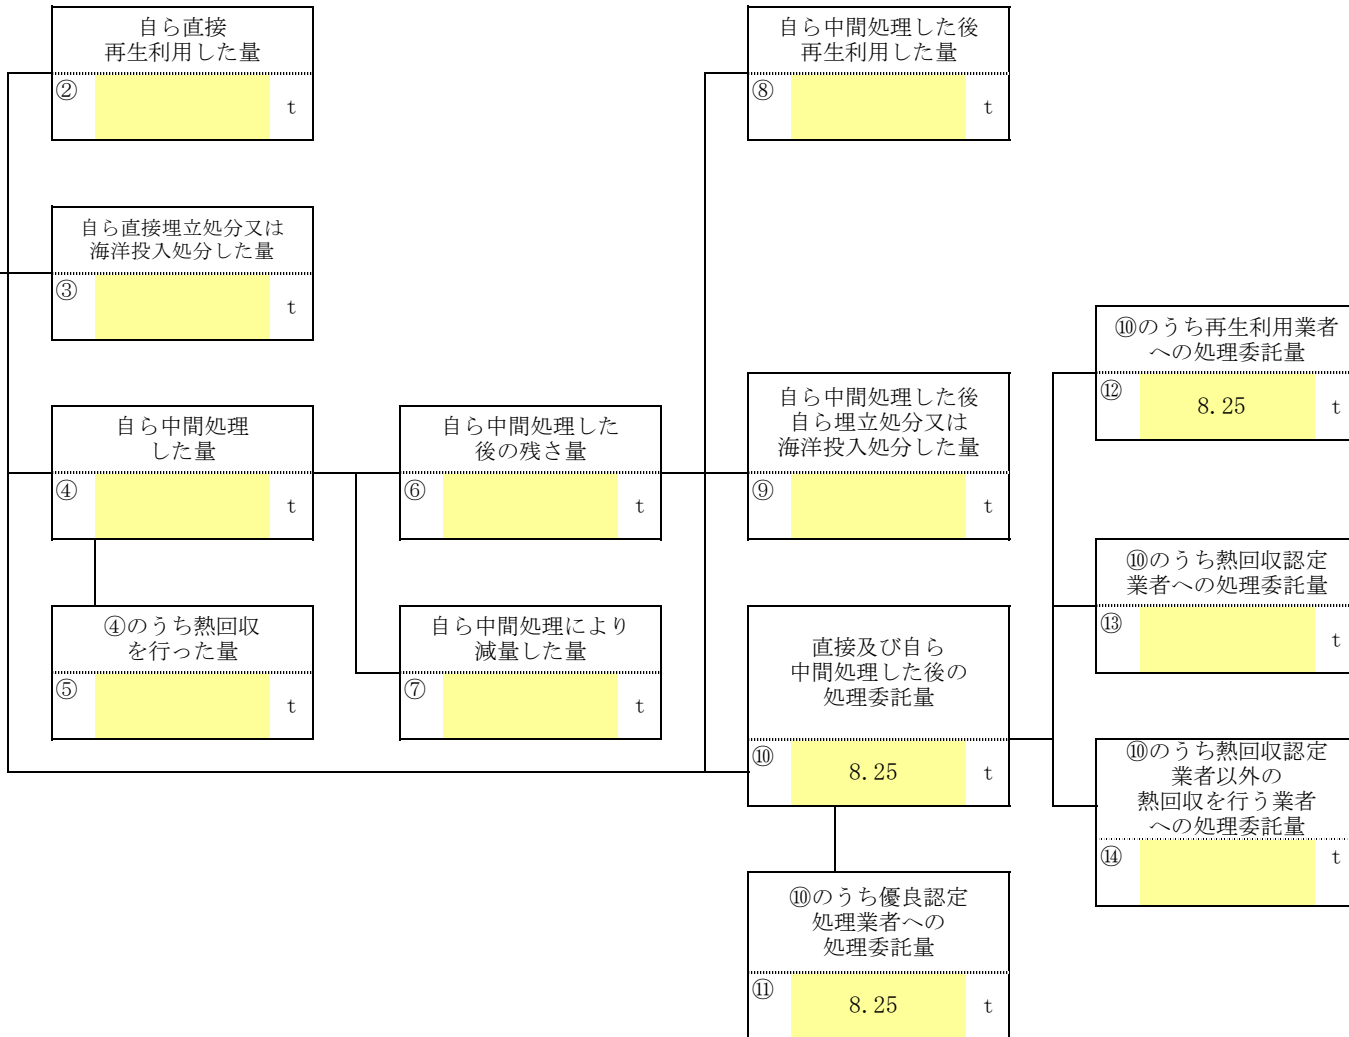 自ら直接
再生利用した量
②
t
自ら中間処理した後
再生利用した量
⑧
t
自ら直接埋立処分又は
海洋投入処分した量
③
t
⑩のうち再生利用業者
への処理委託量
⑫
8.25
t
自ら中間処理
した量
④
t
自ら中間処理した
後の残さ量
⑥
t
自ら中間処理した後
自ら埋立処分又は
海洋投入処分した量
⑨
t
⑩のうち熱回収認定
業者への処理委託量
⑬
t
④のうち熱回収
を行った量
⑤
t
自ら中間処理により
減量した量
⑦
t
直接及び自ら
中間処理した後の
処理委託量
⑩
8.25
t
⑩のうち熱回収認定
業者以外の
熱回収を行う業者
への処理委託量
⑭
t
⑩のうち優良認定
処理業者への
処理委託量
⑪
8.25
t